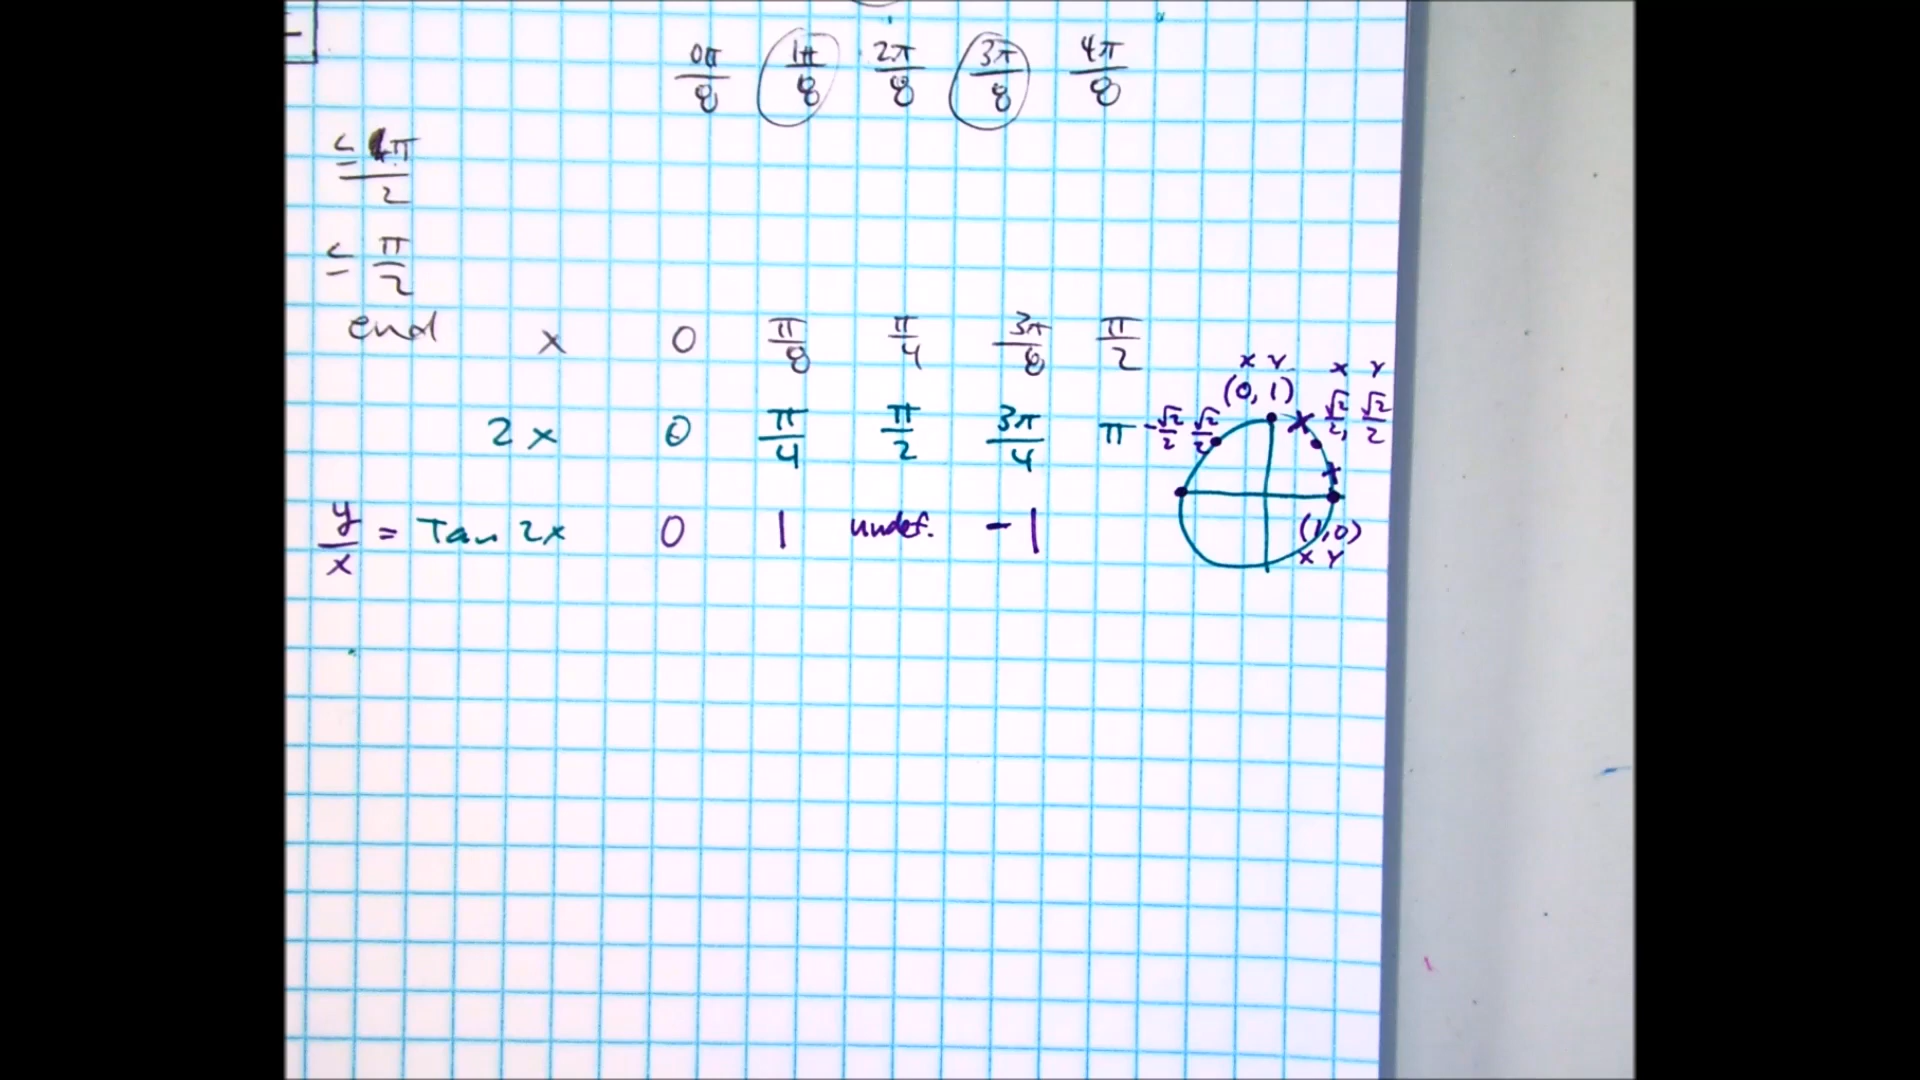 0π/8 1π/8 2π/8 3π/8 4π/8
≤ π/2
≤ π/2
end x 0 π/8 π/4 3π/8 π/2
2x 0 π/4 π/2 3π/4 π
y/x = Tan 2x 0 1 undef. -1
x y
(0, 1)
x y
√2/2, √2/2
-√2/2 √2/2
(1,0)
x y